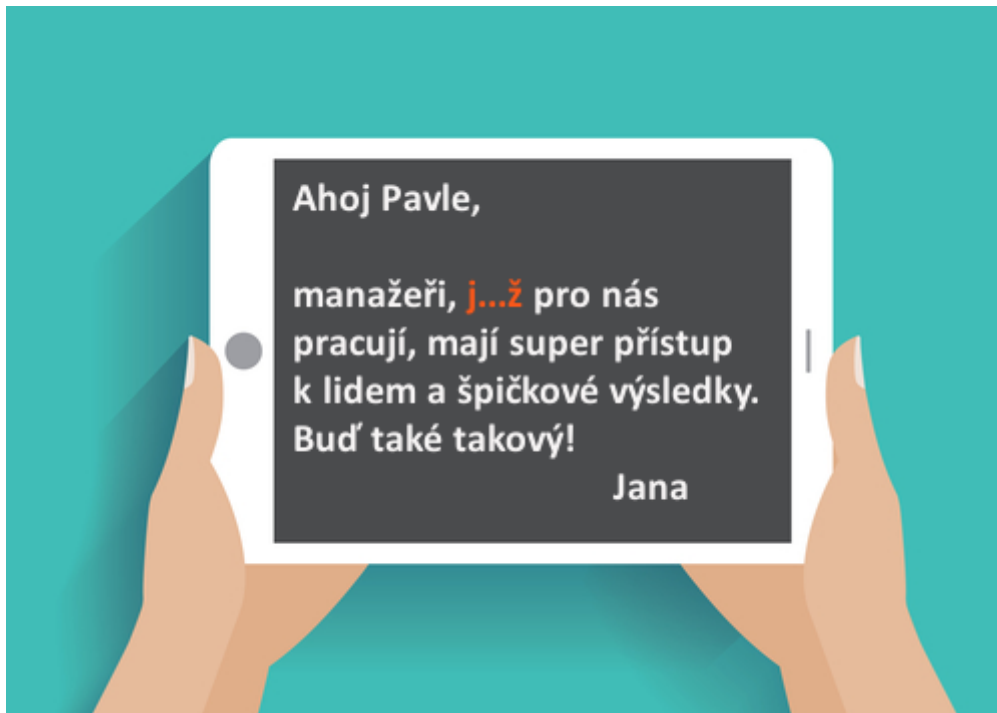 Ahoj Pavle,
manažeři, j...ž pro nás
pracují, mají super přístup
k lidem a špičkové výsledky.
Buď také takový!
Jana